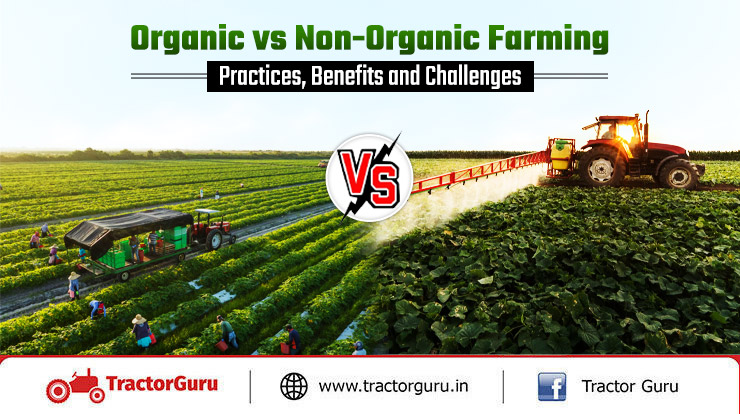 Organic vs Non-Organic Farming
Practices, Benefits and Challenges
VS
TractorGuru
www.tractorguru.in
f
Tractor Guru